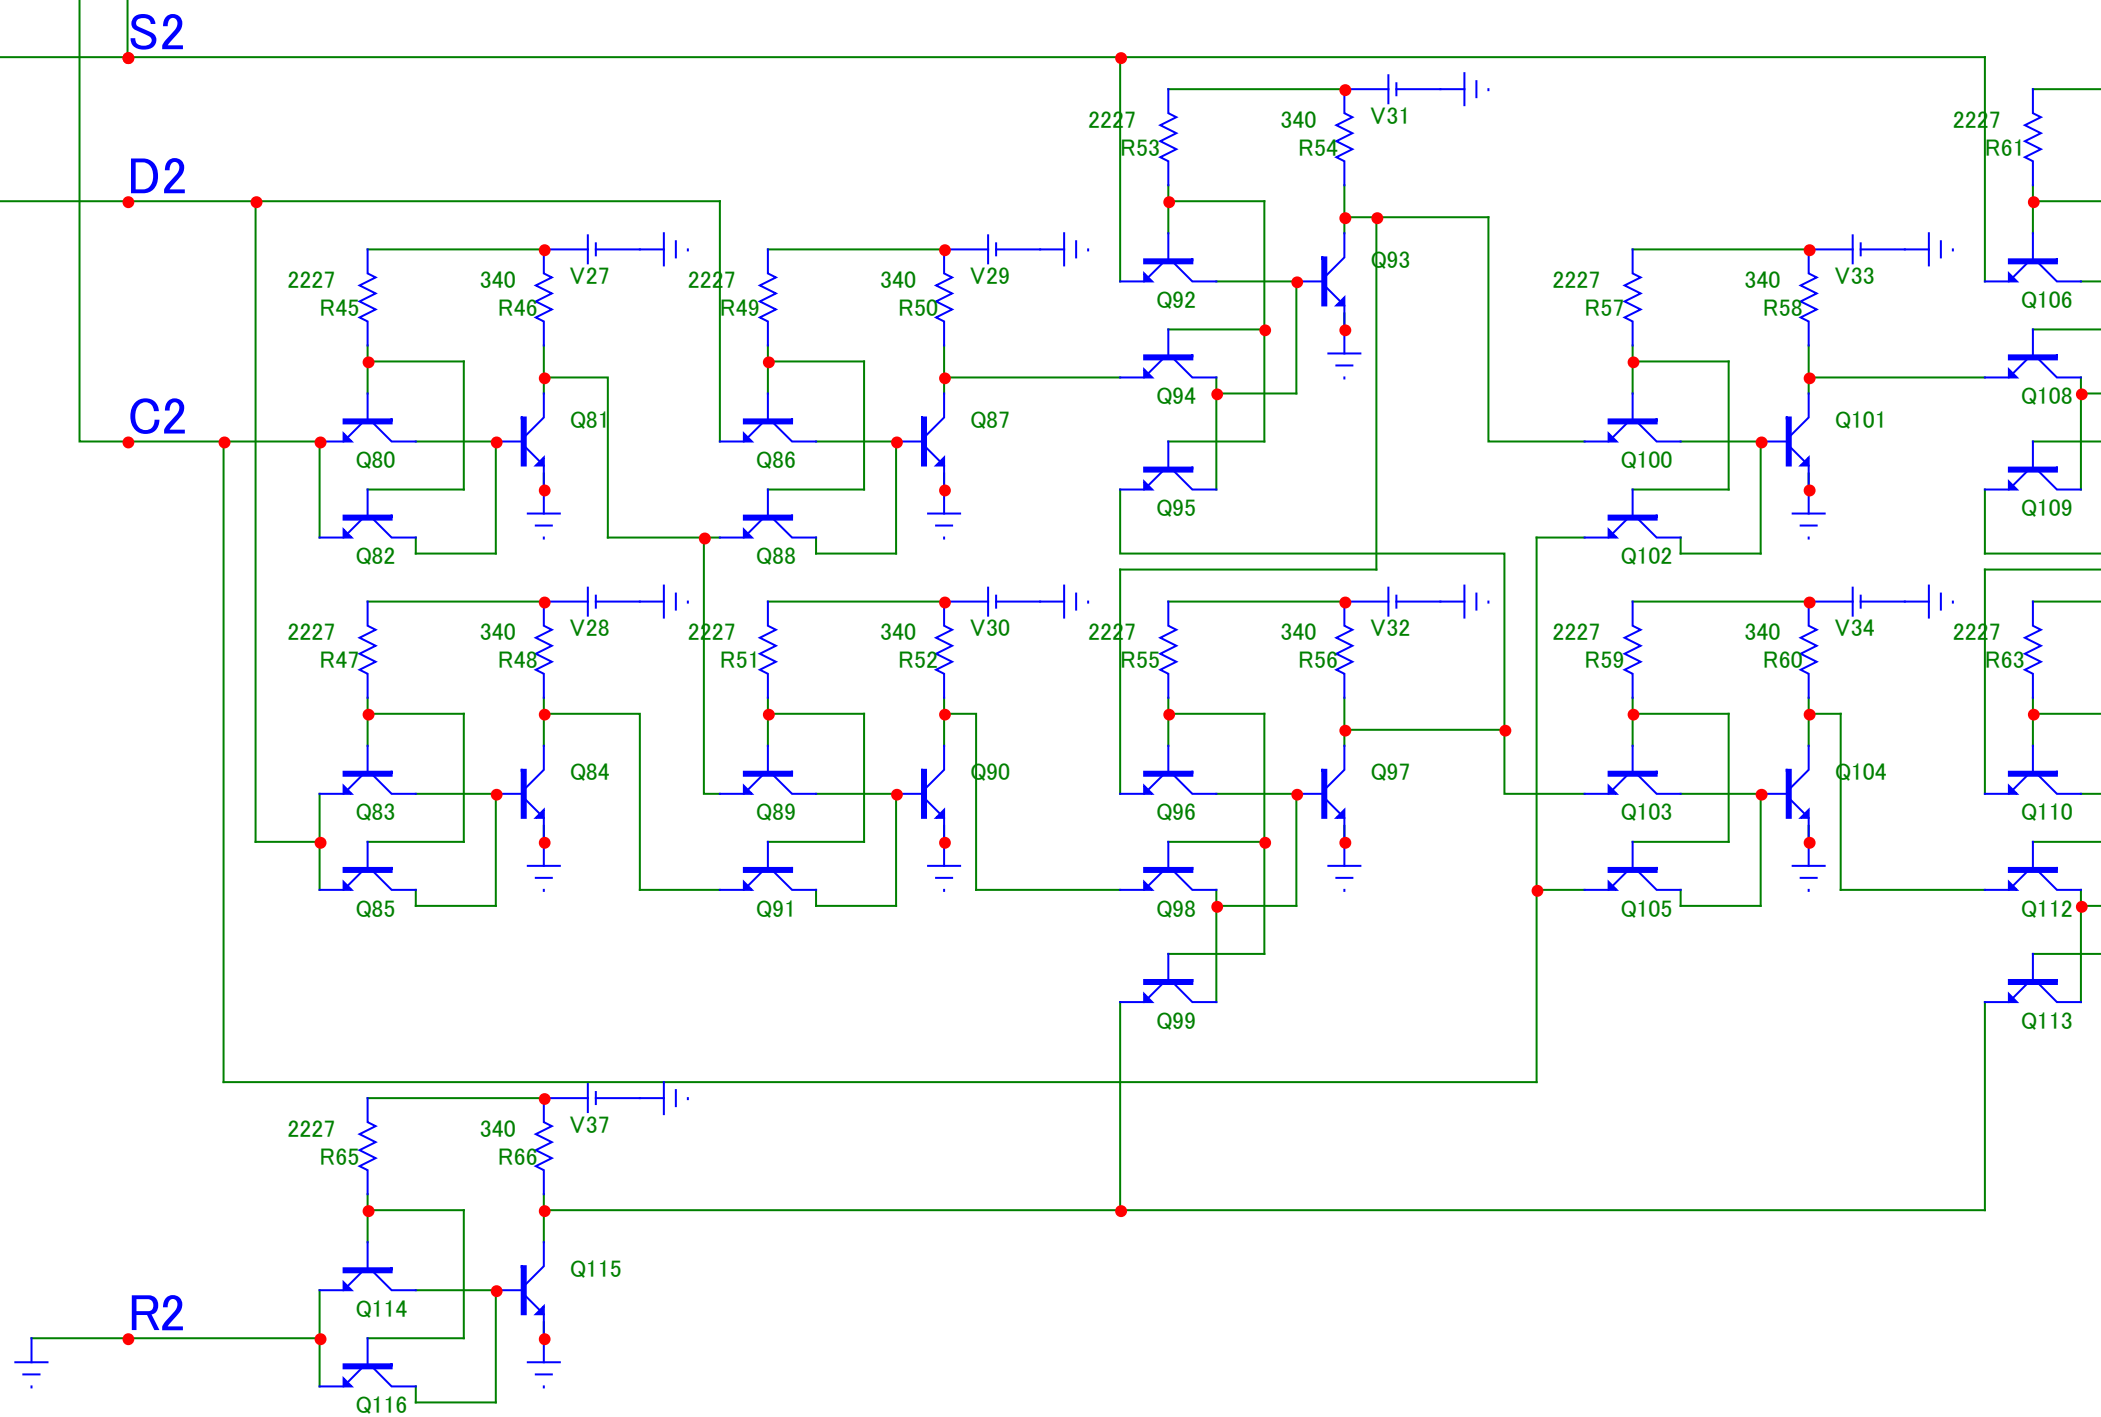 S2
2227
R53
340
R54
V31
2227
R61
D2
Q93
2227
R45
340
R46
V27
2227
R49
340
R50
V29
Q92
2227
R57
340
R58
V33
Q106
C2
Q81
Q87
Q94
Q101
Q108
Q80
Q86
Q95
Q100
Q109
Q82
Q88
Q102
2227
R47
340
R48
V28
2227
R51
340
R52
V30
2227
R55
340
R56
V32
2227
R59
340
R60
V34
2227
R63
Q84
Q90
Q97
Q104
Q83
Q89
Q96
Q103
Q110
Q85
Q91
Q98
Q105
Q112
Q99
Q113
2227
R65
340
R66
V37
Q115
R2
Q114
Q116